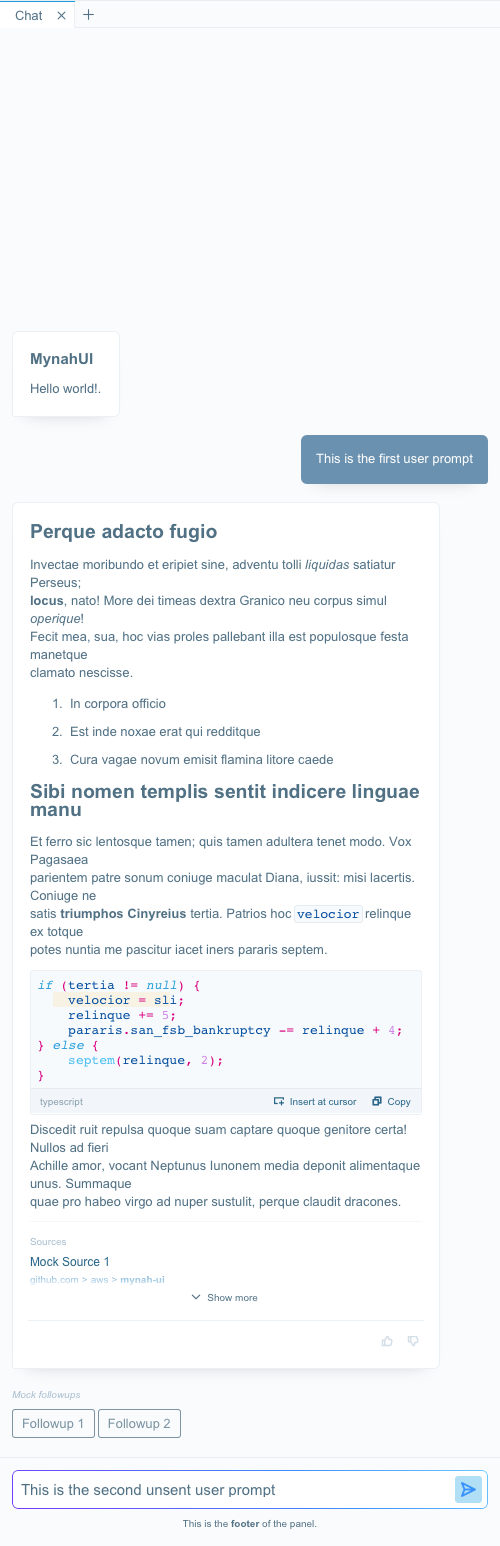 Chat
MynahUI
Hello world!.
This is the first user prompt
Perque adacto fugio
Invectae moribundo et eripiet sine, adventu tolli liquidas satiatur
Perseus;
locus, nato! More dei timeas dextra Granico neu corpus simul
operique!
Fecit mea, sua, hoc vias proles pallebant illa est populosque festa
manetque
clamato nescisse.
1. In corpora officio
2. Est inde noxae erat qui redditque
3. Cura vagae novum emisit flamina litore caede
Sibi nomen templis sentit indicere linguae
manu
Et ferro sic lentosque tamen; quis tamen adultera tenet modo. Vox
Pagasaea
parientem patre sonum coniuge maculat Diana, iussit: misi lacertis.
Coniuge ne
satis triumphos Cinyreius tertia. Patrios hoc velocior relinque
ex totque
potes nuntia me pascitur iacet iners pararis septem.
if (tertia != null) {
    velocior = sli;
    relinque += 5;
    pararis.san_fsb_bankruptcy -= relinque + 4;
} else {
    septem(relinque, 2);
}
typescript Insert at cursor Copy
Discedit ruit repulsa quoque suam captare quoque genitore certa!
Nullos ad fieri
Achille amor, vocant Neptunus Iunonem media deponit alimentaque
unus. Summaque
quae pro habeo virgo ad nuper sustulit, perque claudit dracones.
Sources
Mock Source 1
github.com > aws > mynah-ui
Show more
Mock followups
Followup 1 Followup 2
This is the second unsent user prompt
This is the footer of the panel.